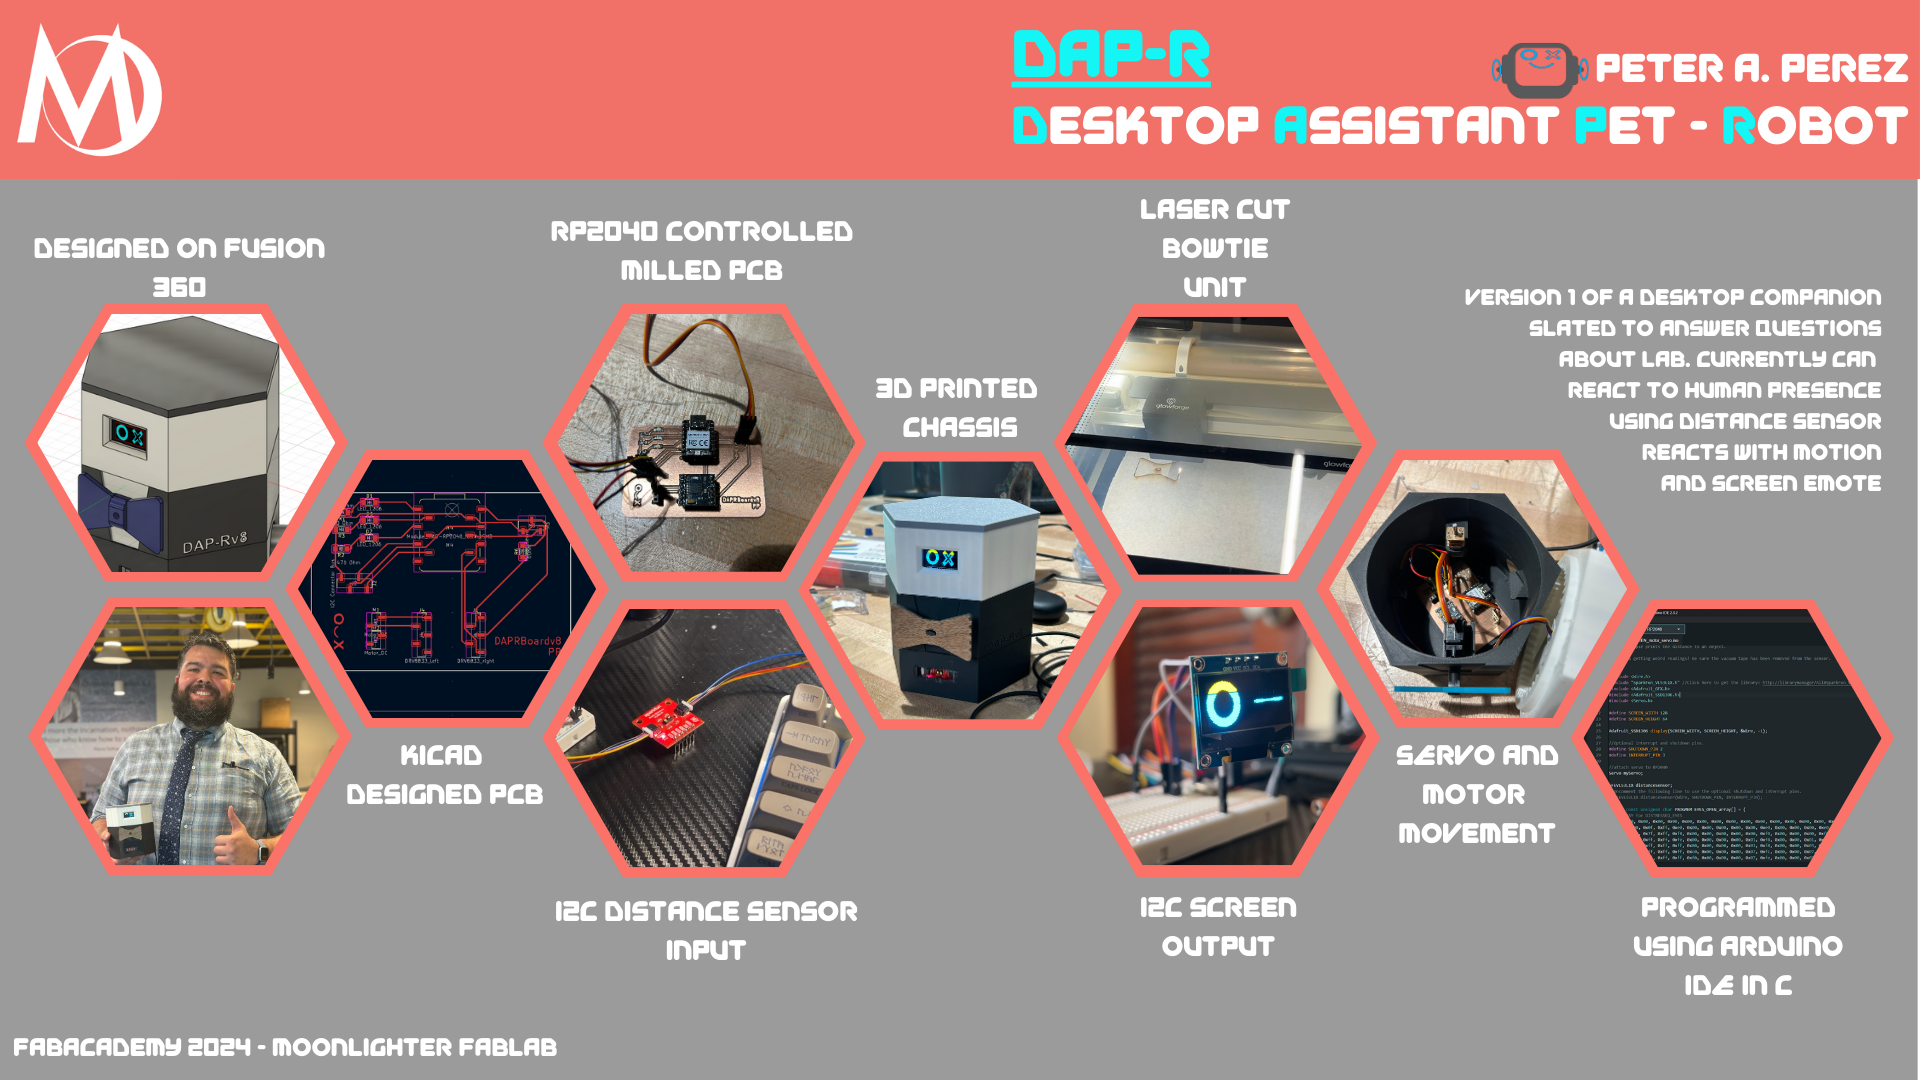 DAP-R
PETER A. PEREZ
DESKTOP ASSISTANT PET - ROBOT
DESIGNED ON FUSION
360
RP2040 CONTROLLED
MILLED PCB
LASER CUT
BOWTIE
UNIT
VERSION 1 OF A DESKTOP COMPANION
SLATED TO ANSWER QUESTIONS
ABOUT LAB. CURRENTLY CAN
REACT TO HUMAN PRESENCE
USING DISTANCE SENSOR
REACTS WITH MOTION
AND SCREEN EMOTE
3D PRINTED
CHASSIS
DAP-Rv8
glowforge
glowforge
DAPRBoardv8
PP
KICAD
DESIGNED PCB
SERVO AND
MOTOR
MOVEMENT
I2C DISTANCE SENSOR
INPUT
I2C SCREEN
OUTPUT
PROGRAMMED
USING ARDUINO
IDE IN C
FABACADEMY 2024 - MOONLIGHTER FABLAB